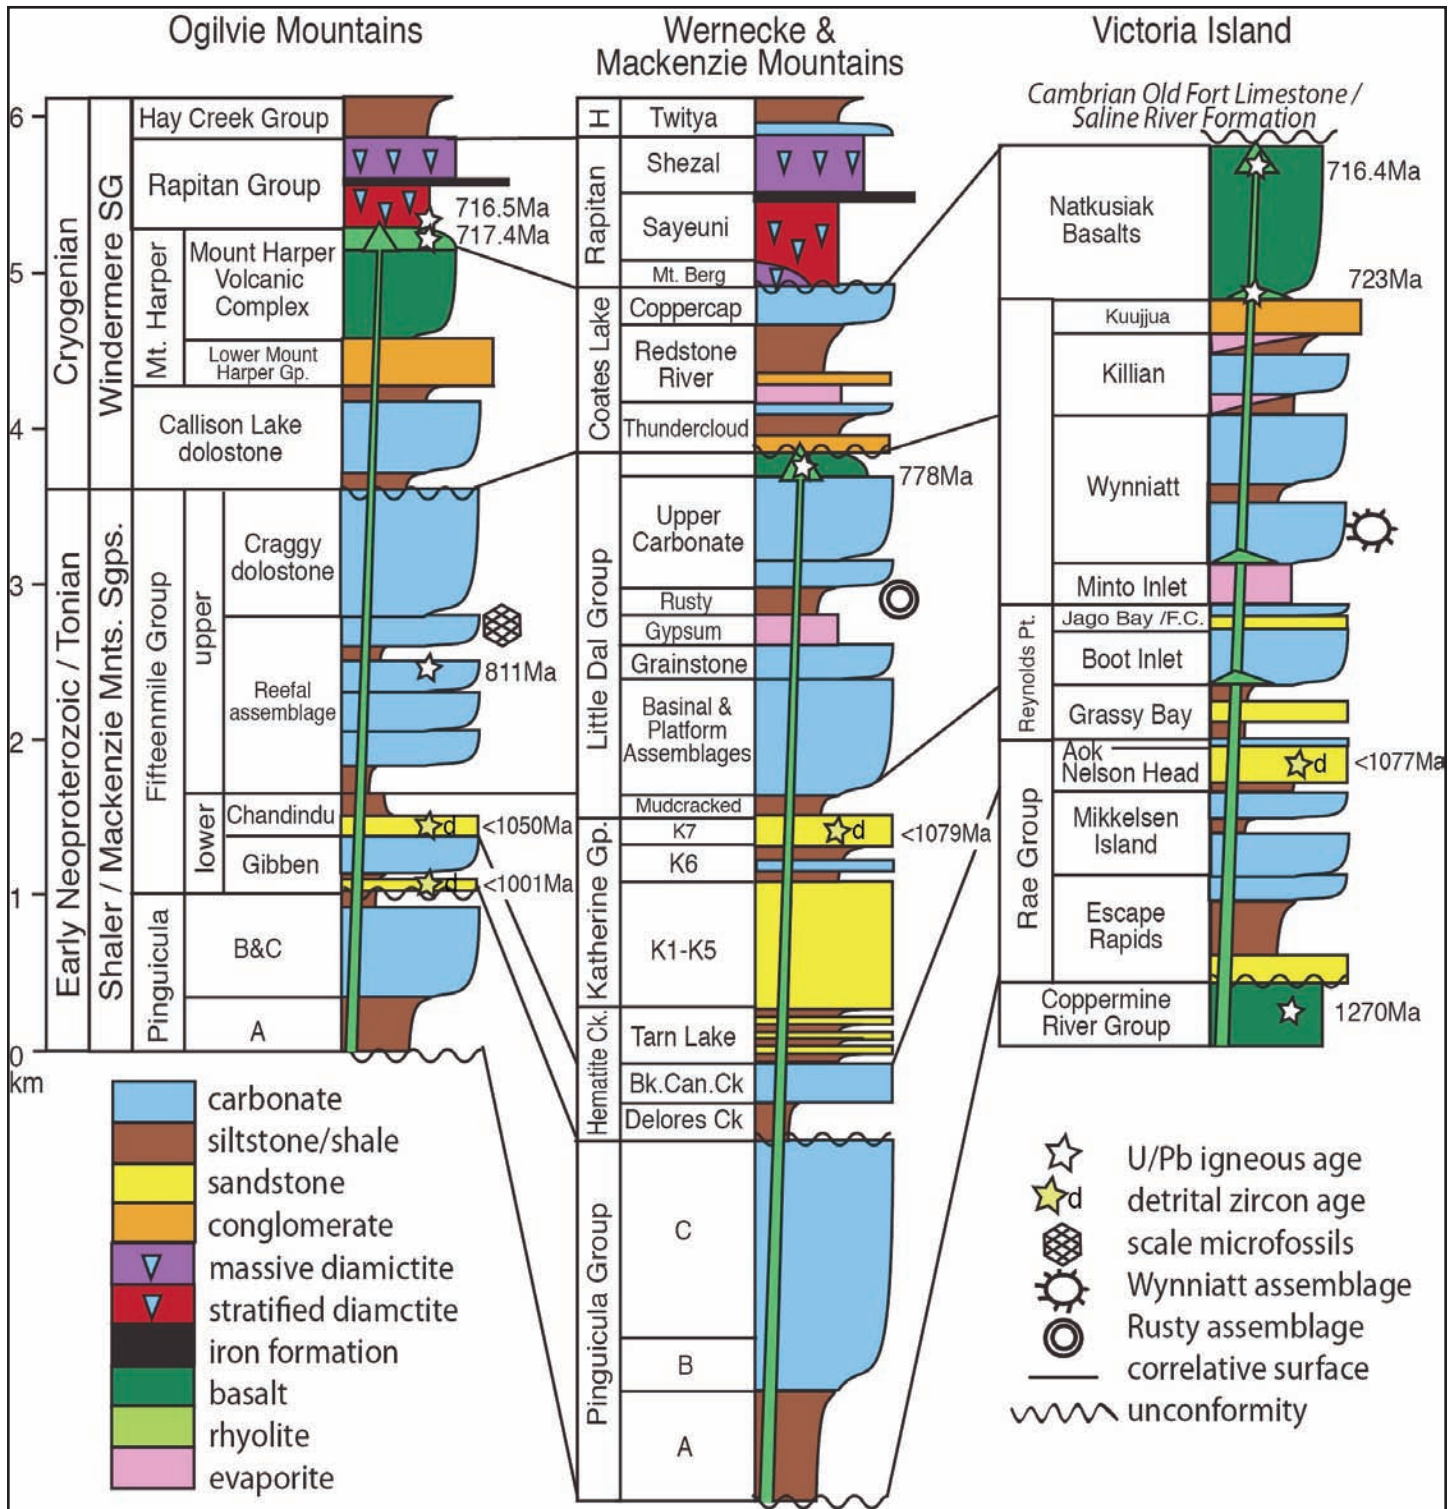 Ogilvie Mountains
Wernecke &
Mackenzie Mountains
Victoria Island
Cambrian Old Fort Limestone /
Saline River Formation
6
5
4
3
2
1
0
km
Cryogenian
Early Neoproterozoic / Tonian
Windermere SG
Shaler / Mackenzie Mnts. Sgps.
Hay Creek Group
Rapitan Group
Mt. Harper
Mount Harper
Volcanic
Complex
Lower Mount
Harper Gp.
Callison Lake
dolostone
Fifteenmile Group
upper
Craggy
dolostone
Reefal
assemblage
lower
Chandindu
Gibben
Pinguicula
B&C
A
716.5Ma
717.4Ma
811Ma
d
<1050Ma
d
<1001Ma
H
Twitya
Rapitan
Shezal
Sayeuni
Mt. Berg
Coates Lake
Coppercap
Redstone
River
Thundercloud
Little Dal Group
Upper
Carbonate
Rusty
Gypsum
Grainstone
Basinal &
Platform
Assemblages
Mudcracked
Katherine Gp.
K7
K6
K1-K5
Hematite Ck.
Tarn Lake
Bk.Can.Ck
Delores Ck
Pinguicula Group
C
B
A
778Ma
d
<1079Ma
Natkusiak
Basalts
Kuujjua
Killian
Wynniatt
Minto Inlet
Reynolds Pt.
Jago Bay /F.C.
Boot Inlet
Grassy Bay
Rae Group
Aok
Nelson Head
Mikkelsen
Island
Escape
Rapids
Coppermine
River Group
716.4Ma
723Ma
d
<1077Ma
1270Ma
carbonate
siltstone/shale
sandstone
conglomerate
massive diamictite
stratified diamctite
iron formation
basalt
rhyolite
evaporite
U/Pb igneous age
d
detrital zircon age
scale microfossils
Wynniatt assemblage
Rusty assemblage
correlative surface
unconformity